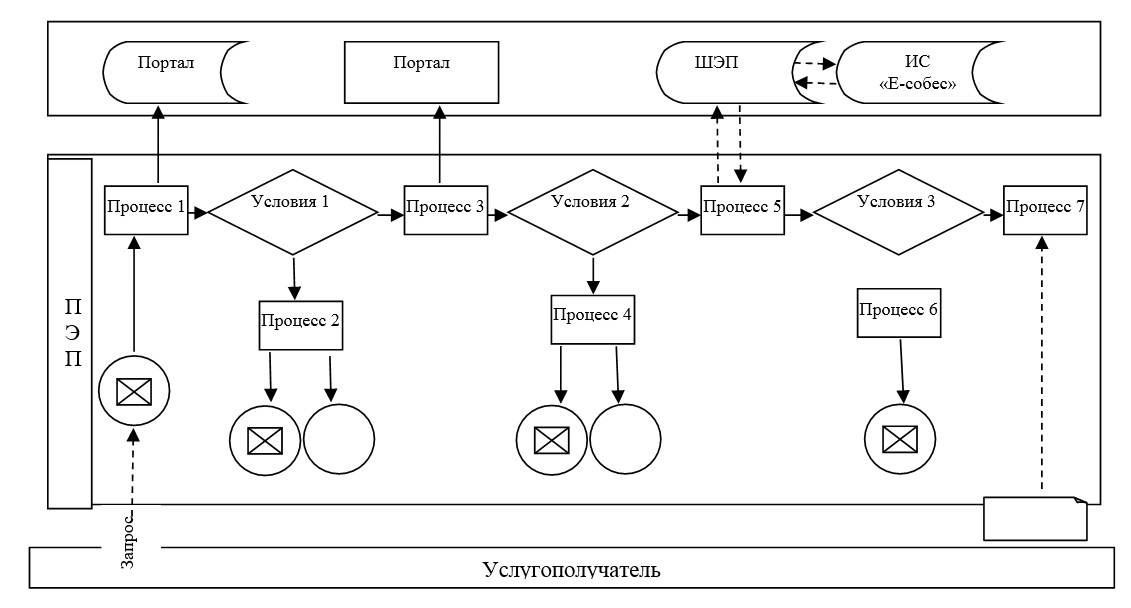 Портал
Портал
ШЭП
ИС
«Е-собес»
Процесс 1
Условия 1
Процесс 3
Условия 2
Процесс 5
Условия 3
Процесс 7
П
Э
П
Процесс 2
Процесс 4
Процесс 6
Запрос
Услугополучатель